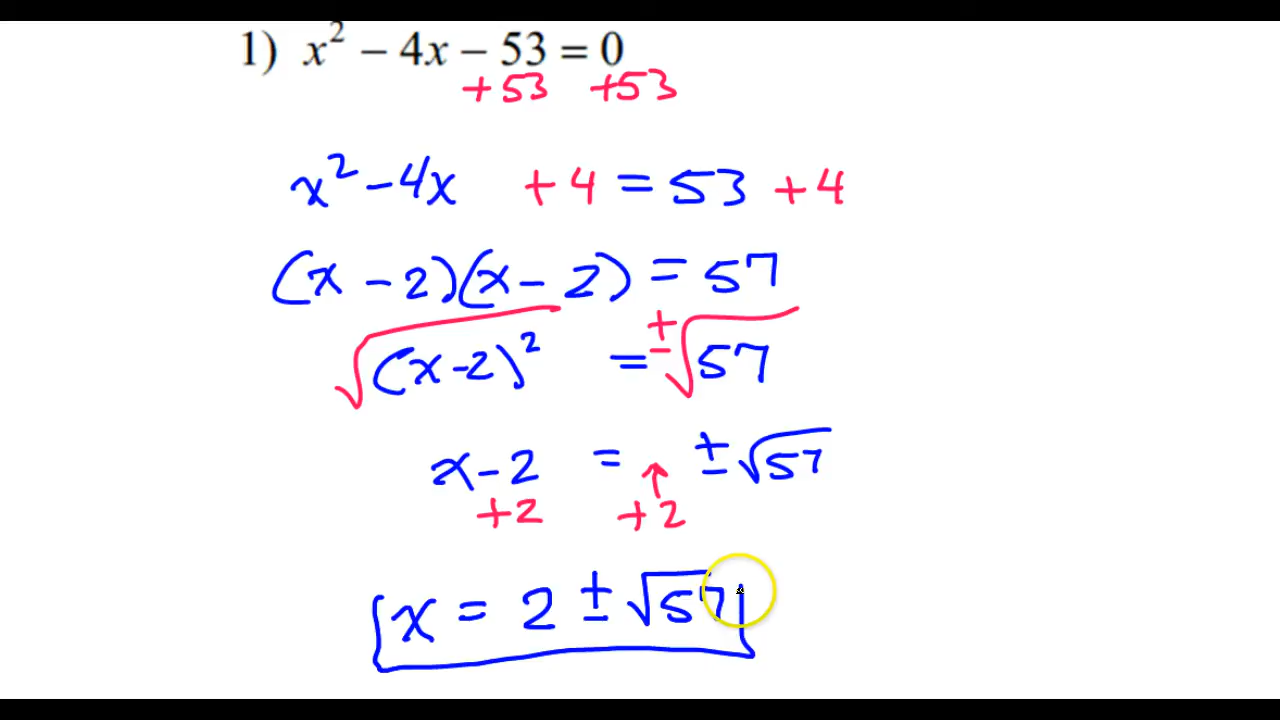 1) x² − 4x − 53 = 0
+53 +53
x² − 4x + 4 = 53 + 4
(x − 2)(x − 2) = 57
√(x−2)² = ±√57
x − 2 = ±√57
+2 ↑ +2
x = 2 ± √57